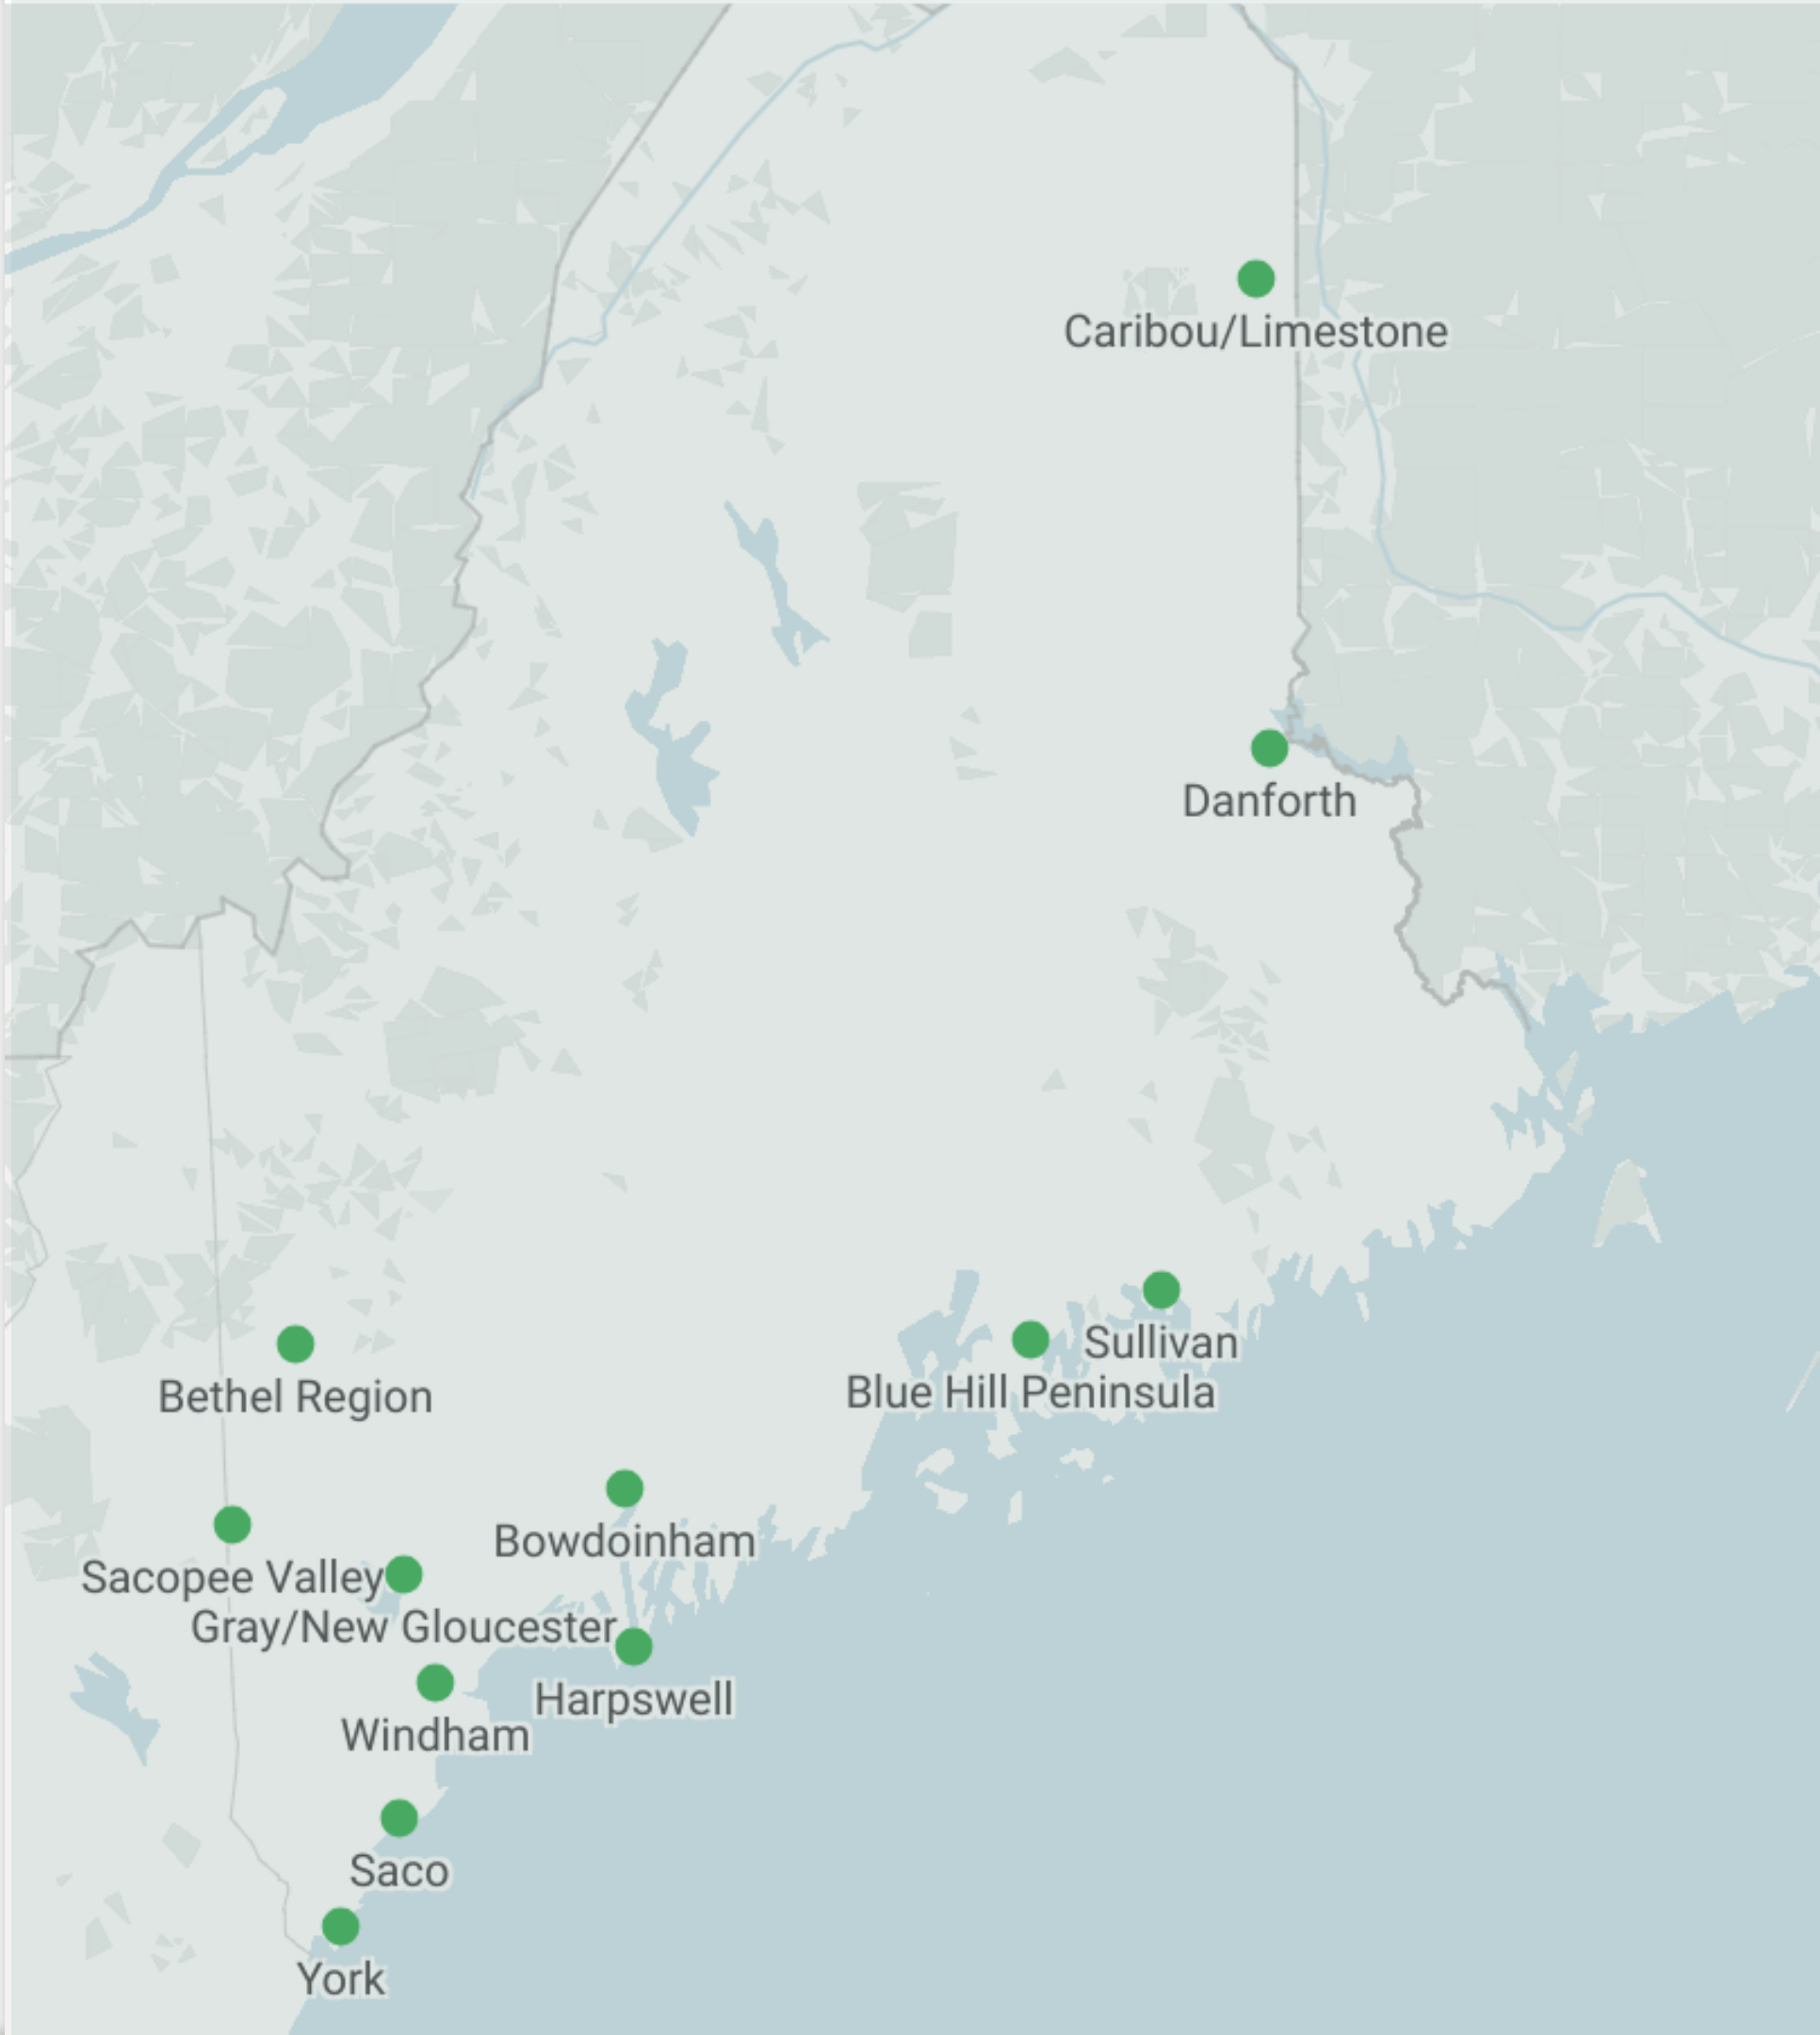 Caribou/Limestone
Danforth
Sullivan
Blue Hill Peninsula
Bethel Region
Bowdoinham
Sacopee Valley
Gray/New Gloucester
Harpswell
Windham
Saco
York